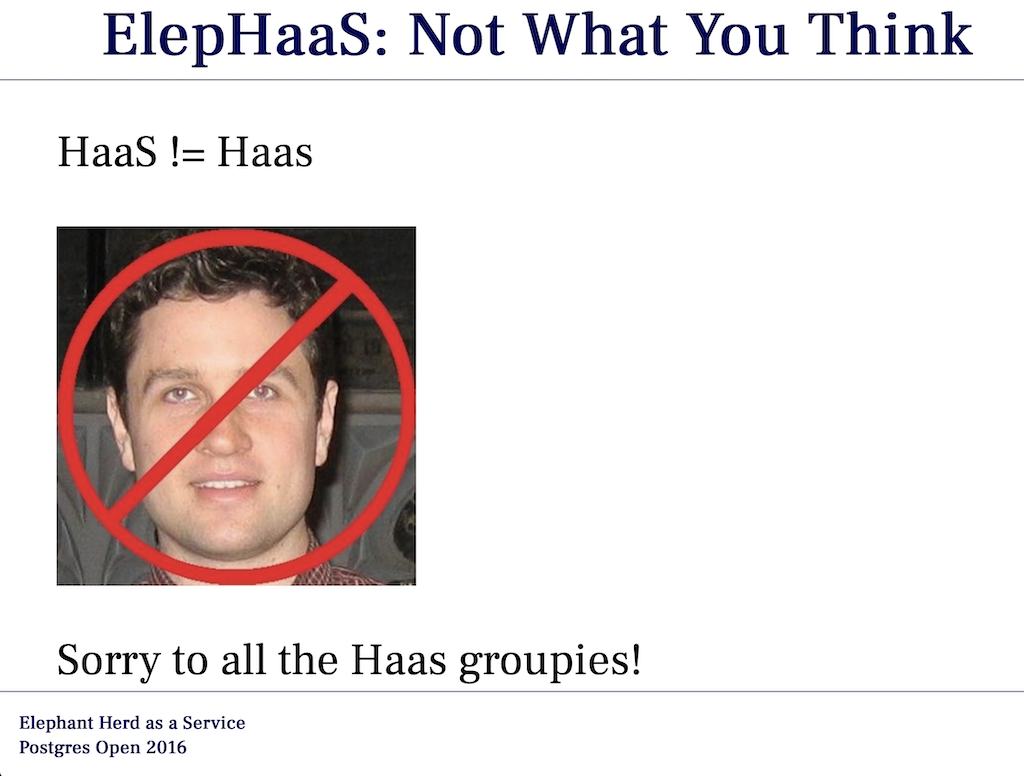 ElepHaaS: Not What You Think
HaaS != Haas
Sorry to all the Haas groupies!
Elephant Herd as a Service
Postgres Open 2016